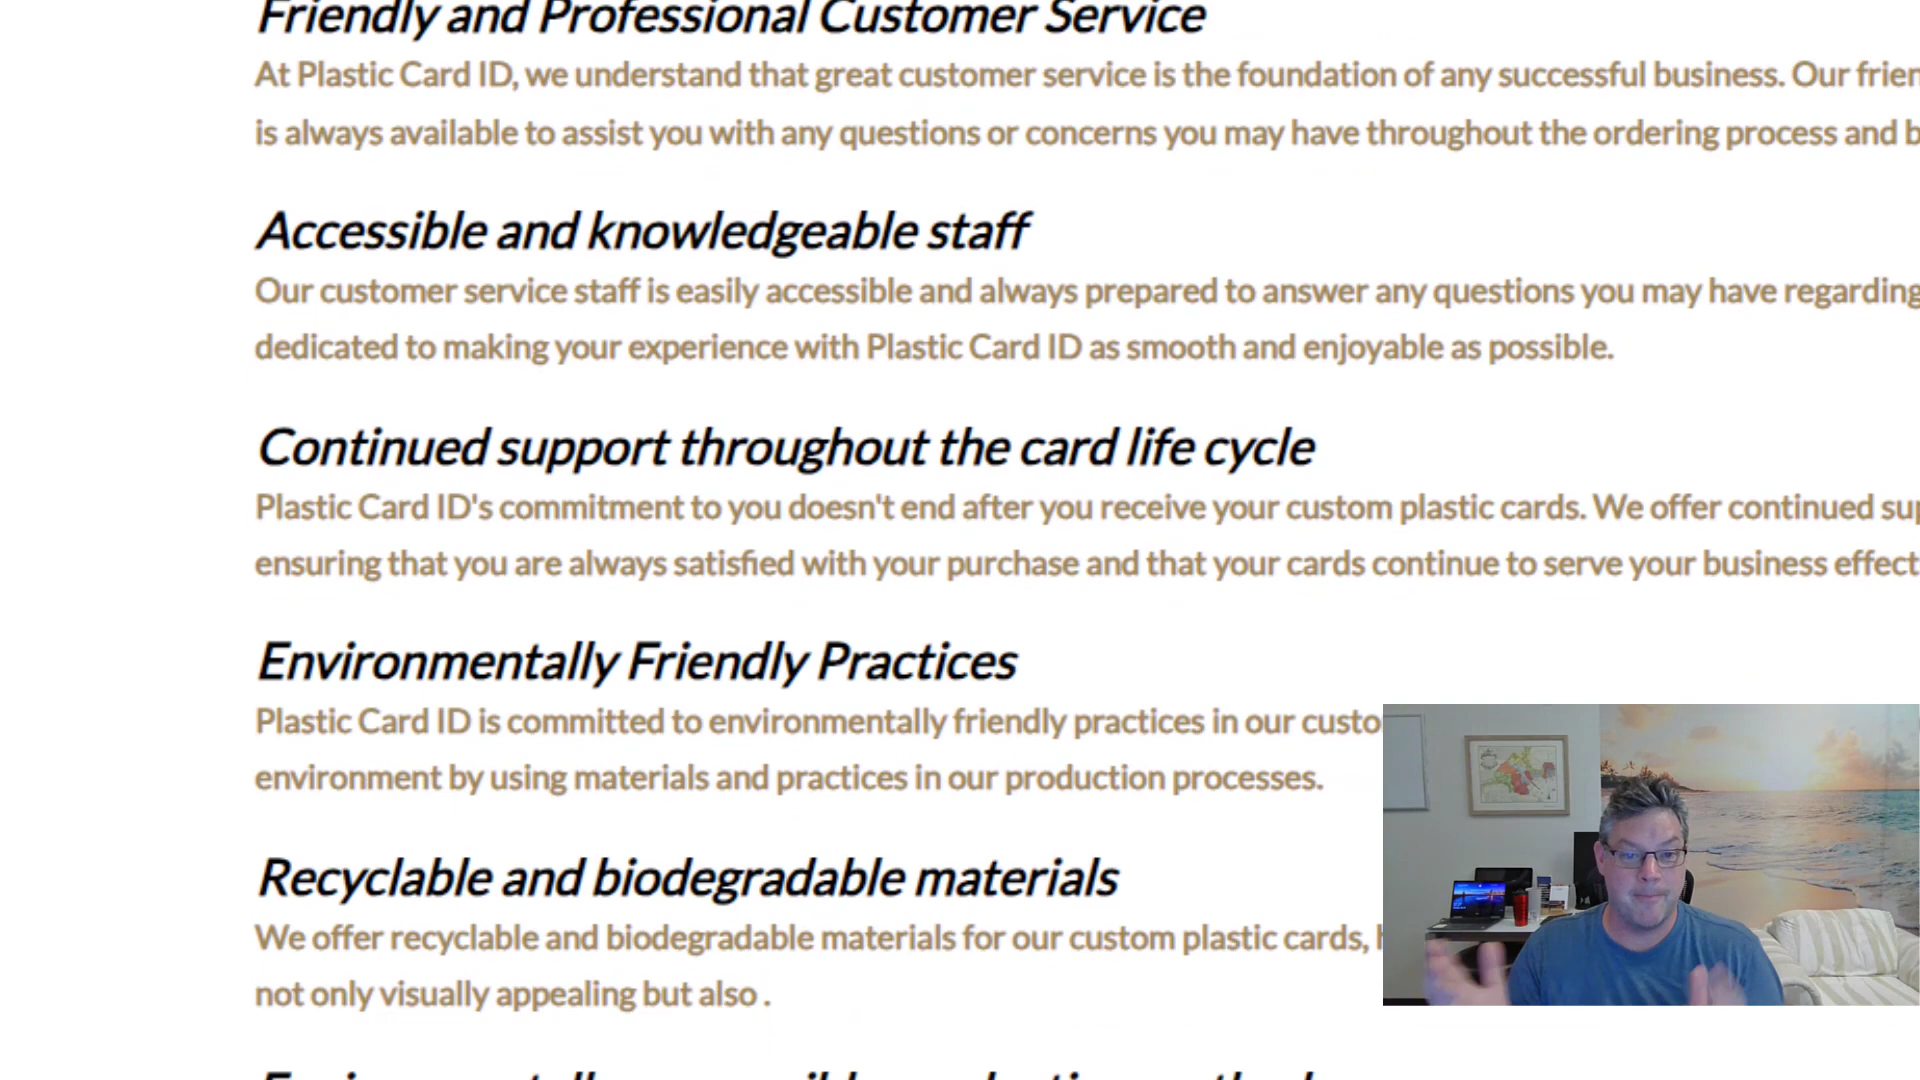 Friendly and Professional Customer Service
At Plastic Card ID, we understand that great customer service is the foundation of any successful business. Our
is always available to assist you with any questions or concerns you may have throughout the ordering process and
Accessible and knowledgeable staff
Our customer service staff is easily accessible and always prepared to answer any questions you may have regarding
dedicated to making your experience with Plastic Card ID as smooth and enjoyable as possible.
Continued support throughout the card life cycle
Plastic Card ID's commitment to you doesn't end after you receive your custom plastic cards. We offer continued
ensuring that you are always satisfied with your purchase and that your cards continue to serve your business
Environmentally Friendly Practices
Plastic Card ID is committed to environmentally friendly practices in our
environment by using materials and practices in our production processes.
Recyclable and biodegradable materials
We offer recyclable and biodegradable materials for our custom plastic cards,
not only visually appealing but also .